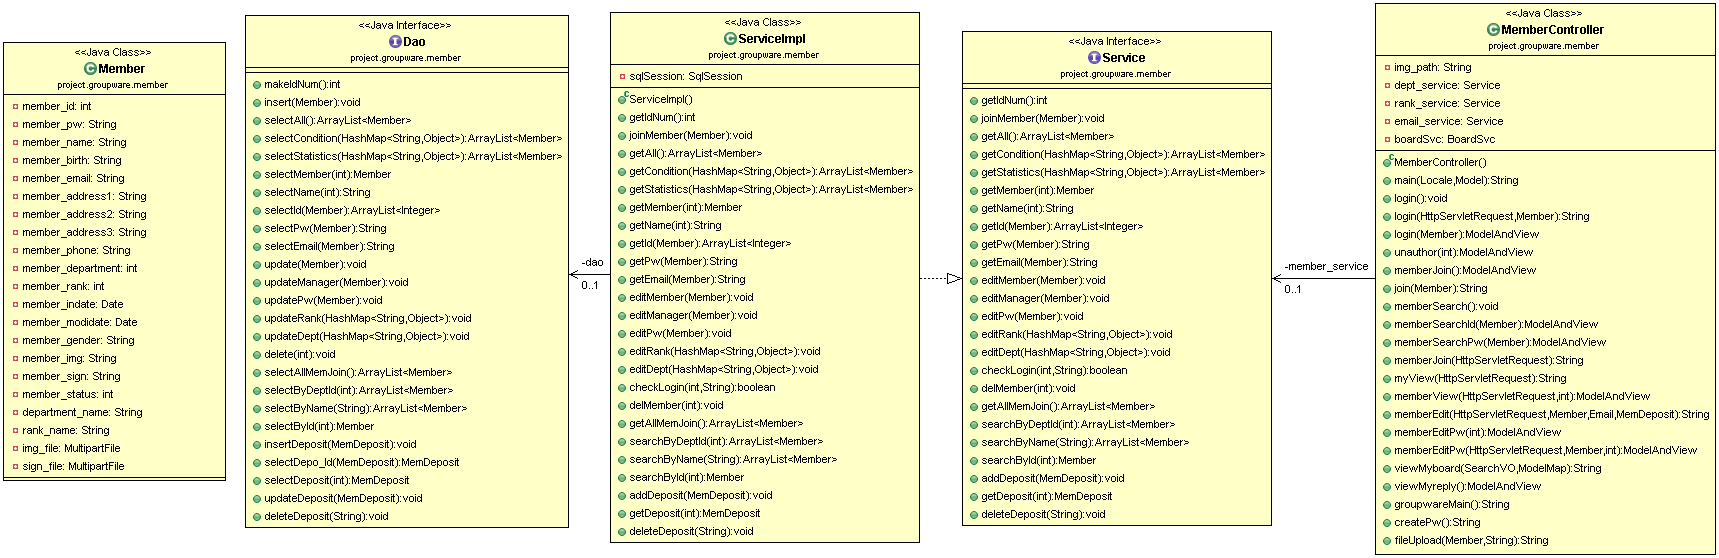 <<Java Class>>
Member
project.groupware.member
member_id: int
member_pw: String
member_name: String
member_birth: String
member_email: String
member_address1: String
member_address2: String
member_address3: String
member_phone: String
member_department: int
member_rank: int
member_indate: Date
member_modidate: Date
member_gender: String
member_img: String
member_sign: String
member_status: int
department_name: String
rank_name: String
img_file: MultipartFile
sign_file: MultipartFile
<<Java Interface>>
I Dao
project.groupware.member
makeIdNum():int
insert(Member):void
selectAll():ArrayList<Member>
selectCondition(HashMap<String,Object>):ArrayList<Member>
selectStatistics(HashMap<String,Object>):ArrayList<Member>
selectMember(int):Member
selectName(int):String
selectId(Member):ArrayList<Integer>
selectPw(Member):String
selectEmail(Member):String
update(Member):void
updateManager(Member):void
updatePw(Member):void
updateRank(HashMap<String,Object>):void
updateDept(HashMap<String,Object>):void
delete(int):void
selectAllMemJoin():ArrayList<Member>
selectByDeptId(int):ArrayList<Member>
selectByName(String):ArrayList<Member>
selectById(int):Member
insertDeposit(MemDeposit):void
selectDepo_Id(MemDeposit):MemDeposit
selectDeposit(int):MemDeposit
updateDeposit(MemDeposit):void
deleteDeposit(String):void
-dao
0..1
<<Java Class>>
C ServiceImpl
project.groupware.member
sqlSession: SqlSession
c ServiceImpl()
getIdNum():int
joinMember(Member):void
getAll():ArrayList<Member>
getCondition(HashMap<String,Object>):ArrayList<Member>
getStatistics(HashMap<String,Object>):ArrayList<Member>
getMember(int):Member
getName(int):String
getId(Member):ArrayList<Integer>
getPw(Member):String
getEmail(Member):String
editMember(Member):void
editManager(Member):void
editPw(Member):void
editRank(HashMap<String,Object>):void
editDept(HashMap<String,Object>):void
checkLogin(int,String):boolean
delMember(int):void
getAllMemJoin():ArrayList<Member>
searchByDeptId(int):ArrayList<Member>
searchByName(String):ArrayList<Member>
searchById(int):Member
addDeposit(MemDeposit):void
getDeposit(int):MemDeposit
deleteDeposit(String):void
<<Java Interface>>
I Service
project.groupware.member
getIdNum():int
joinMember(Member):void
getAll():ArrayList<Member>
getCondition(HashMap<String,Object>):ArrayList<Member>
getStatistics(HashMap<String,Object>):ArrayList<Member>
getMember(int):Member
getName(int):String
getId(Member):ArrayList<Integer>
getPw(Member):String
getEmail(Member):String
editMember(Member):void
editManager(Member):void
editPw(Member):void
editRank(HashMap<String,Object>):void
editDept(HashMap<String,Object>):void
checkLogin(int,String):boolean
delMember(int):void
getAllMemJoin():ArrayList<Member>
searchByDeptId(int):ArrayList<Member>
searchByName(String):ArrayList<Member>
searchById(int):Member
addDeposit(MemDeposit):void
getDeposit(int):MemDeposit
deleteDeposit(String):void
-member_service
0..1
<<Java Class>>
C MemberController
project.groupware.member
img_path: String
dept_service: Service
rank_service: Service
email_service: Service
boardSvc: BoardSvc
c MemberController()
main(Locale,Model):String
login():void
login(HttpServletRequest,Member):String
login(Member):ModelAndView
unauthor(int):ModelAndView
memberJoin():ModelAndView
join(Member):String
memberSearch():void
memberSearchId(Member):ModelAndView
memberSearchPw(Member):ModelAndView
memberJoin(HttpServletRequest):String
myView(HttpServletRequest):String
memberView(HttpServletRequest,int):ModelAndView
memberEdit(HttpServletRequest,Member,Email,MemDeposit):String
memberEditPw(int):ModelAndView
memberEditPw(HttpServletRequest,Member,int):ModelAndView
viewMyboard(SearchVO,ModelMap):String
viewMyreply():ModelAndView
groupwareMain():String
createPw():String
fileUpload(Member,String):String